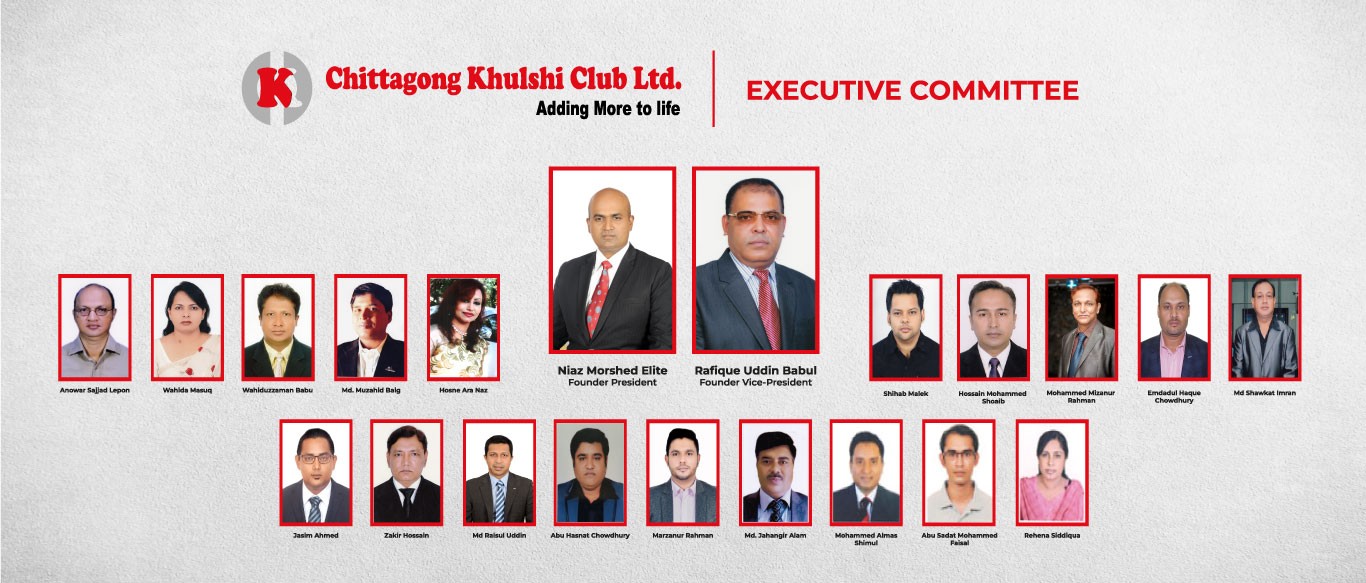 K
Chittagong Khulshi Club Ltd.
Adding More to life
EXECUTIVE COMMITTEE
Niaz Morshed Elite
Founder President
Rafique Uddin Babul
Founder Vice-President
Anowar Sajjad Lepon
Wahida Masuq
Wahiduzzaman Babu
Md. Muzahid Baig
Hosne Ara Naz
Shihab Malek
Hossain Mohammed
Shoaib
Mohammed Mizanur
Rahman
Emdadul Haque
Chowdhury
Md Shawkat Imran
Jasim Ahmed
Zakir Hossain
Md Raisul Uddin
Abu Hasnat Chowdhury
Marzanur Rahman
Md. Jahangir Alam
Mohammed Almas
Shimul
Abu Sadat Mohammed
Faisal
Rehena Siddiqua